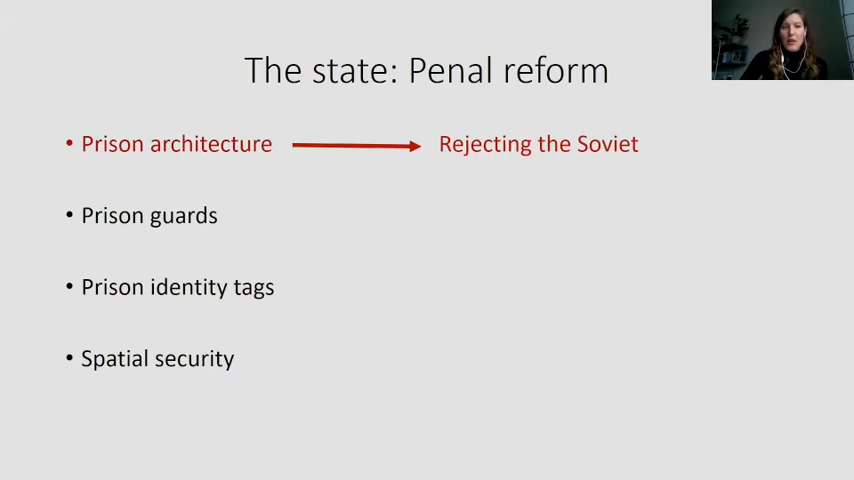 The state: Penal reform
• Prison architecture Rejecting the Soviet
• Prison guards
• Prison identity tags
• Spatial security